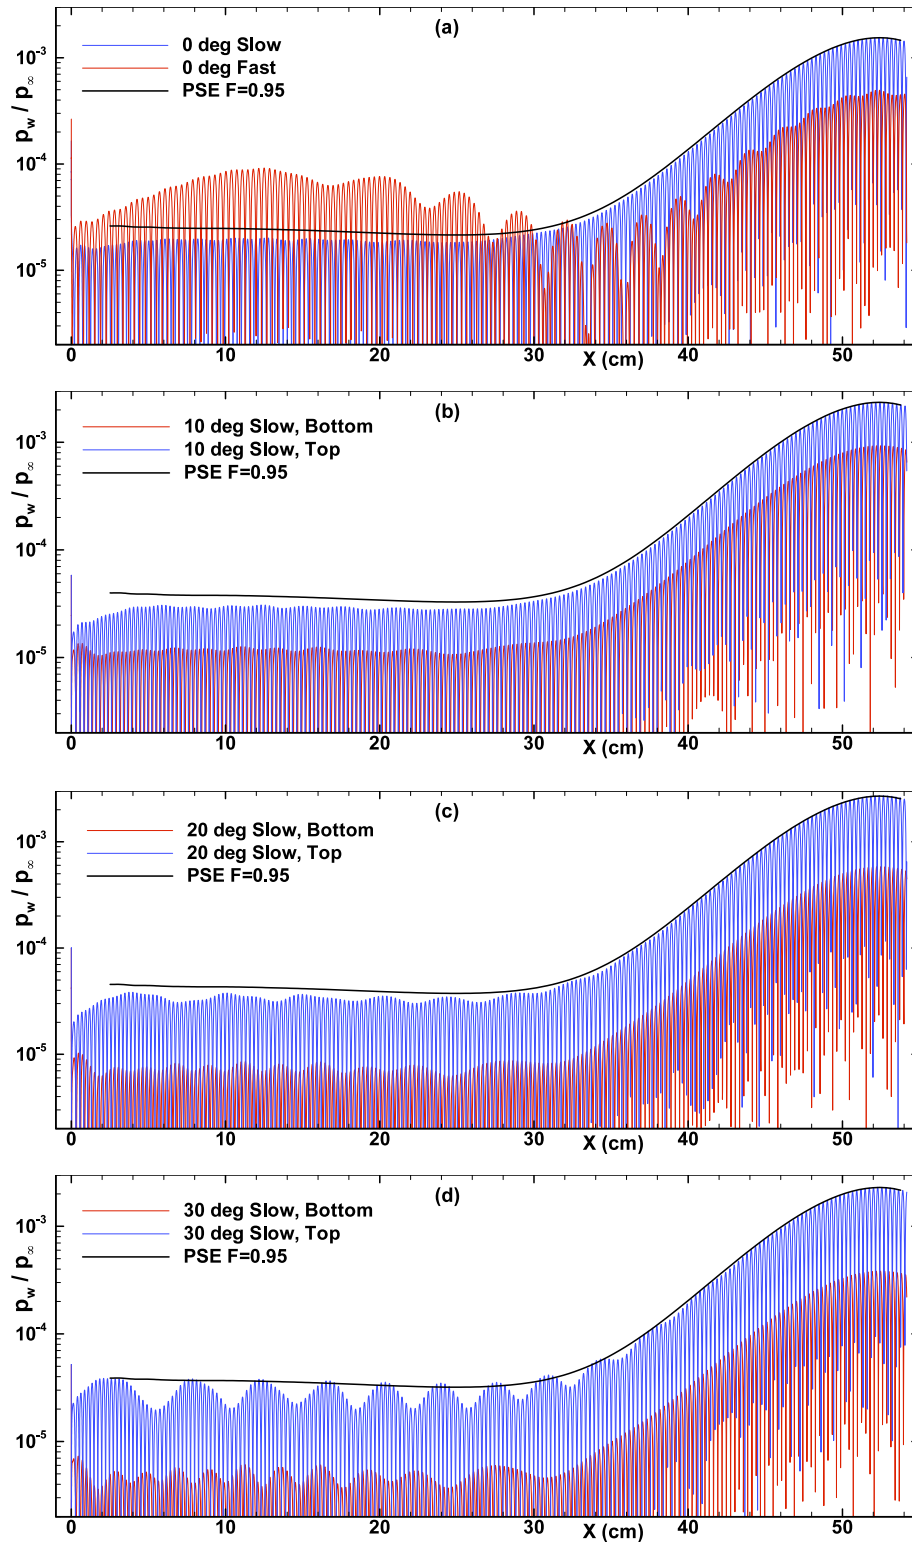 (a)
0 deg Slow
0 deg Fast
PSE F=0.95
10⁻³
10⁻⁴
10⁻⁵
p_w / p_∞
0 10 20 30 X (cm) 40 50
(b)
10 deg Slow, Bottom
10 deg Slow, Top
PSE F=0.95
10⁻³
10⁻⁴
10⁻⁵
p_w / p_∞
0 10 20 30 X (cm) 40 50
(c)
20 deg Slow, Bottom
20 deg Slow, Top
PSE F=0.95
10⁻³
10⁻⁴
10⁻⁵
p_w / p_∞
0 10 20 30 X (cm) 40 50
(d)
30 deg Slow, Bottom
30 deg Slow, Top
PSE F=0.95
10⁻³
10⁻⁴
10⁻⁵
p_w / p_∞
0 10 20 30 X (cm) 40 50